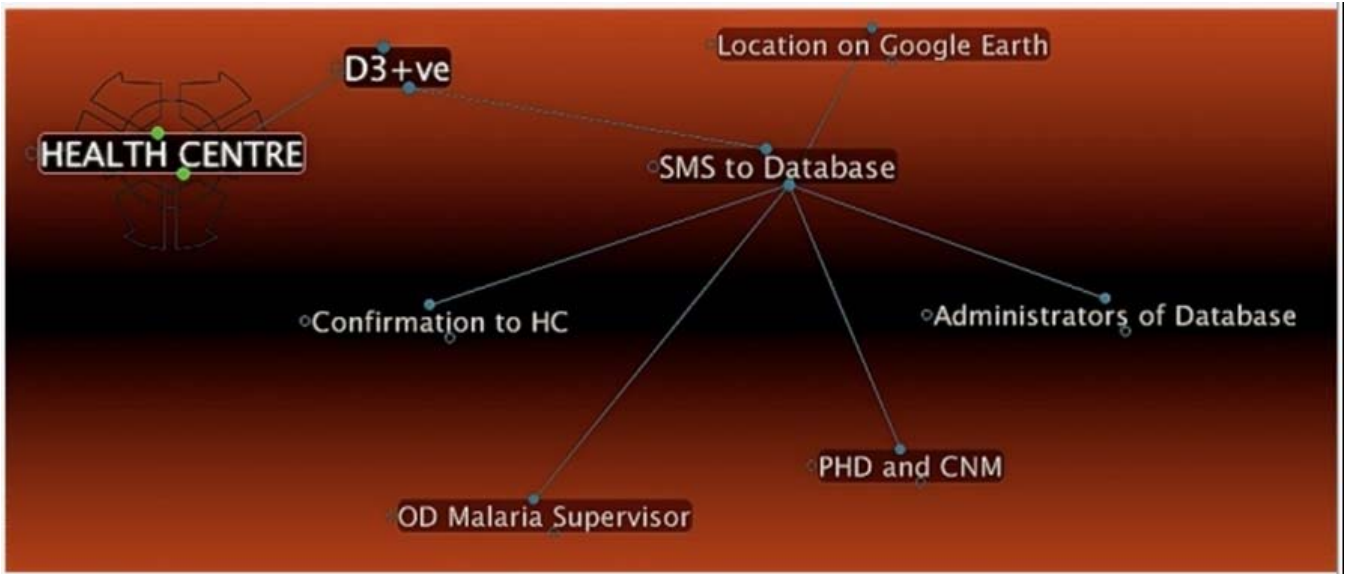 Location on Google Earth
D3+ve
HEALTH CENTRE
SMS to Database
Confirmation to HC
Administrators of Database
PHD and CNM
OD Malaria Supervisor